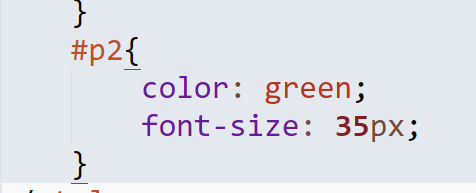 }
#p2{
color: green;
font-size: 35px;
}